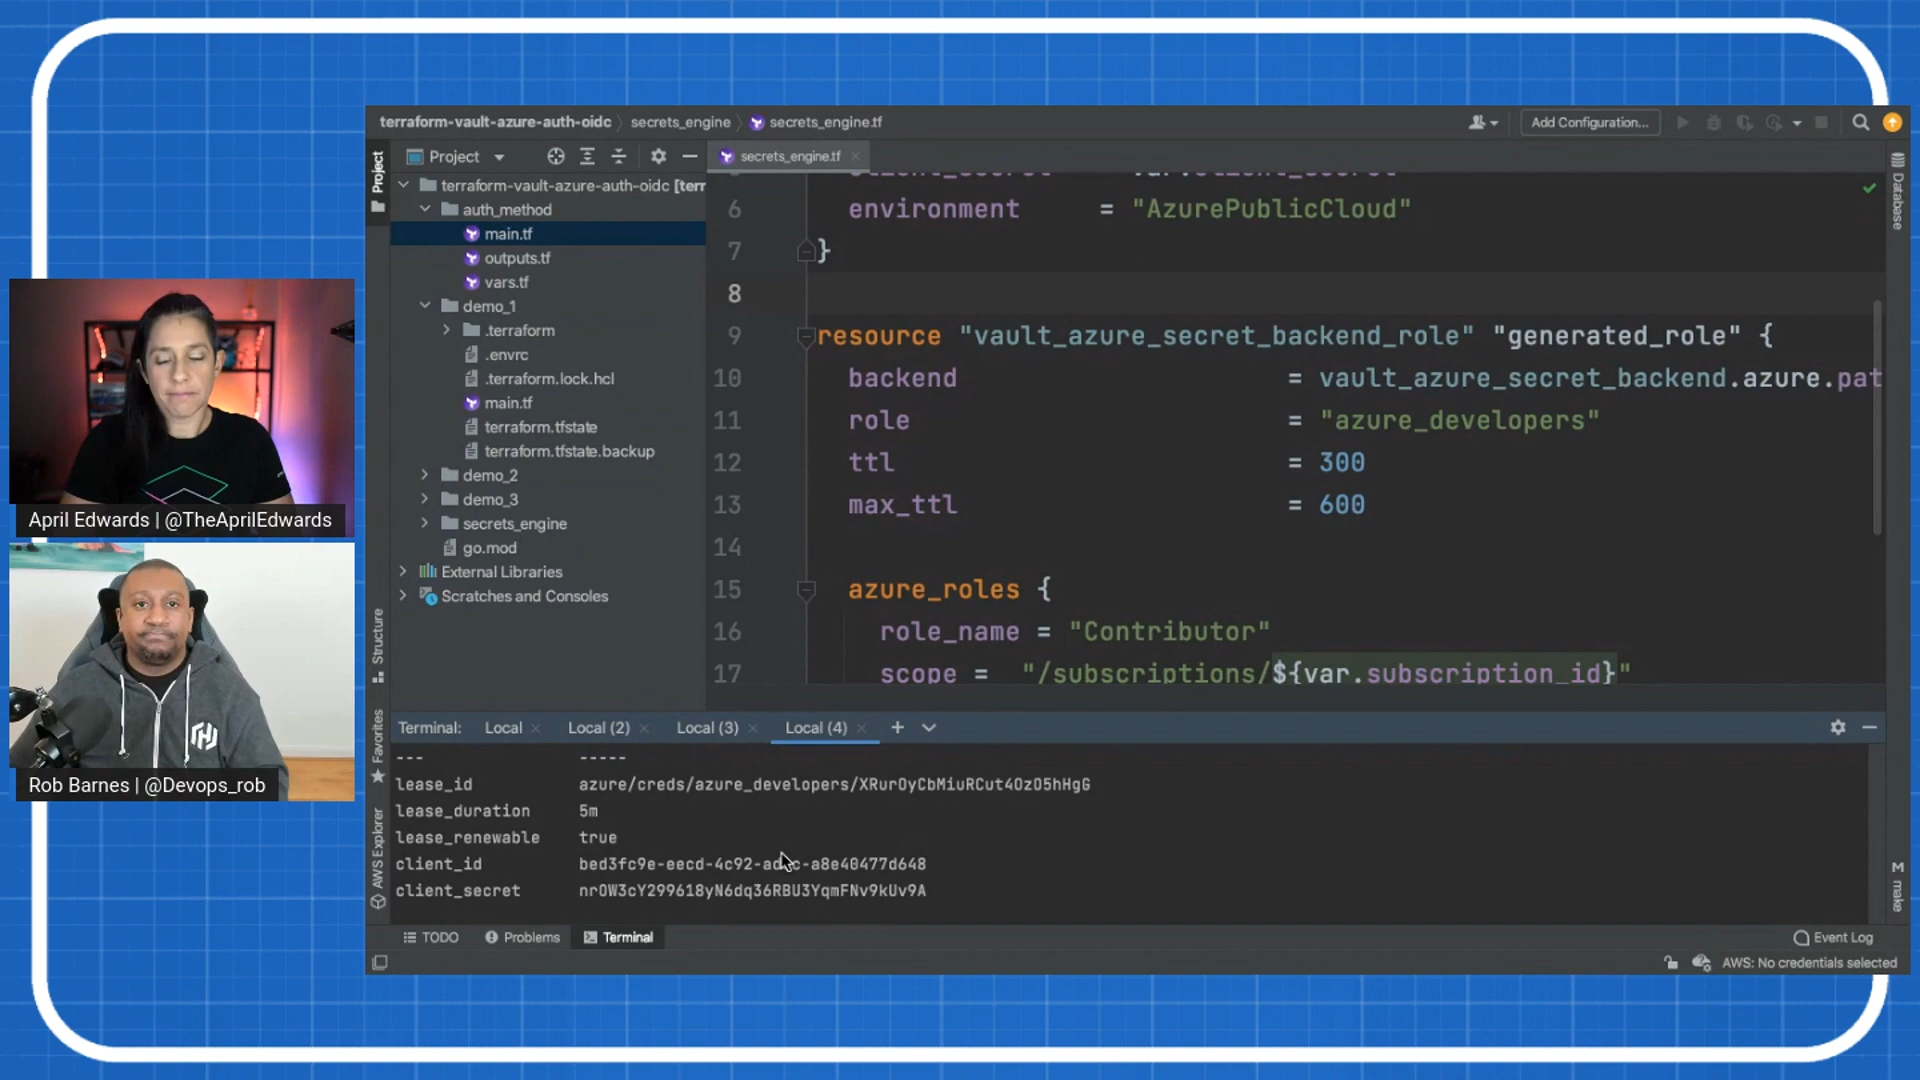 terraform-vault-azure-auth-oidc
secrets_engine
secrets_engine.tf
Add Configuration...
Project
Project
secrets_engine.tf
Database
terraform-vault-azure-auth-oidc [terr
auth_method
main.tf
outputs.tf
vars.tf
demo_1
.terraform
.envrc
.terraform.lock.hcl
main.tf
terraform.tfstate
terraform.tfstate.backup
demo_2
demo_3
secrets_engine
go.mod
External Libraries
Scratches and Consoles
6 environment = "AzurePublicCloud"
7 }
8
9 resource "vault_azure_secret_backend_role" "generated_role" {
10 backend = vault_azure_secret_backend.azure.pat
11 role = "azure_developers"
12 ttl = 300
13 max_ttl = 600
14
15 azure_roles {
16 role_name = "Contributor"
17 scope = "/subscriptions/${var.subscription_id}"
April Edwards | @TheAprilEdwards
Rob Barnes | @Devops_rob
Structure
Favorites
AWS Explorer
make
Terminal: Local Local (2) Local (3) Local (4)
--- -----
lease_id azure/creds/azure_developers/XRurOyCbMiuRCut4OzO5hHgG
lease_duration 5m
lease_renewable true
client_id
client_secret nrOW3cY299618yN6dq36RBU3YqmFNv9kUv9A
TODO Problems Terminal
Event Log
AWS: No credentials selected